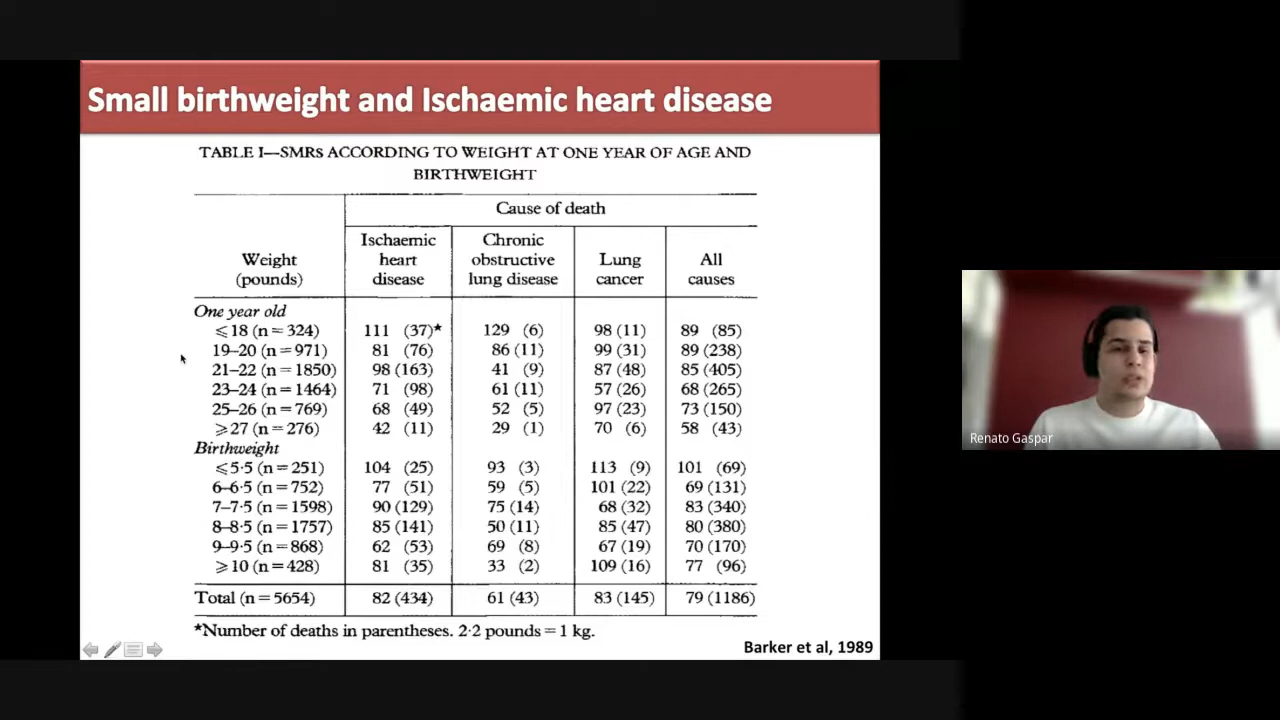 Small birthweight and Ischaemic heart disease
TABLE I—SMRs ACCORDING TO WEIGHT AT ONE YEAR OF AGE AND
BIRTHWEIGHT
Cause of death
Weight (pounds) Ischaemic heart disease Chronic obstructive lung disease Lung cancer All causes
One year old
⩽18 (n=324) 111 (37)* 129 (6) 98 (11) 89 (85)
19–20 (n=971) 81 (76) 86 (11) 99 (31) 89 (238)
21–22 (n=1850) 98 (163) 41 (9) 87 (48) 85 (405)
23–24 (n=1464) 71 (98) 61 (11) 57 (26) 68 (265)
25–26 (n=769) 68 (49) 52 (5) 97 (23) 73 (150)
⩾27 (n=276) 42 (11) 29 (1) 70 (6) 58 (43)
Birthweight
⩽5·5 (n=251) 104 (25) 93 (3) 113 (9) 101 (69)
6–6·5 (n=752) 77 (51) 59 (5) 101 (22) 69 (131)
7–7·5 (n=1598) 90 (129) 75 (14) 68 (32) 83 (340)
8–8·5 (n=1757) 85 (141) 50 (11) 85 (47) 80 (380)
9–9·5 (n=868) 62 (53) 69 (8) 67 (19) 70 (170)
⩾10 (n=428) 81 (35) 33 (2) 109 (16) 77 (96)
Total (n=5654) 82 (434) 61 (43) 83 (145) 79 (1186)
*Number of deaths in parentheses. 2·2 pounds = 1 kg.
Barker et al, 1989
Renato Gaspar